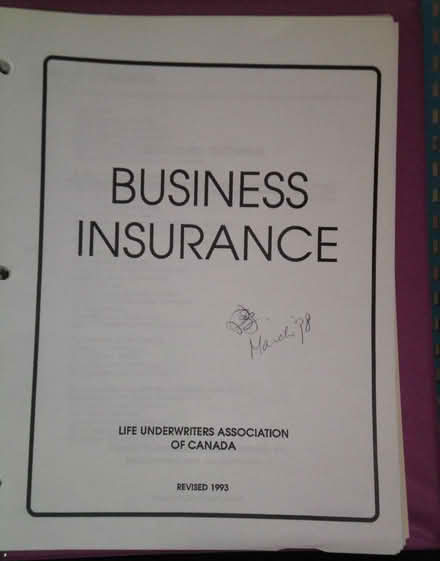 BUSINESS
INSURANCE
March '98
LIFE UNDERWRITERS ASSOCIATION
OF CANADA
REVISED 1993